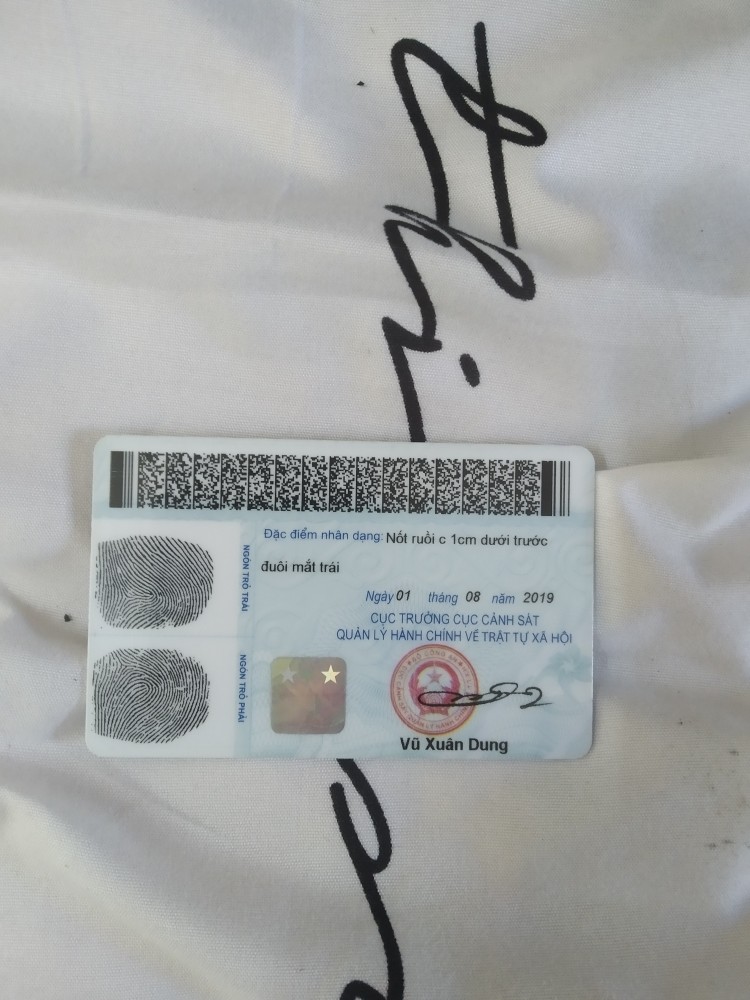 Đặc điểm nhân dạng: Nốt ruồi c 1cm dưới trước
đuôi mắt trái
Ngày 01 tháng 08 năm 2019
CỤC TRƯỞNG CỤC CẢNH SÁT
QUẢN LÝ HÀNH CHÍNH VỀ TRẬT TỰ XÃ HỘI
Vũ Xuân Dung
NGÓN TRỎ TRÁI
NGÓN TRỎ PHẢI